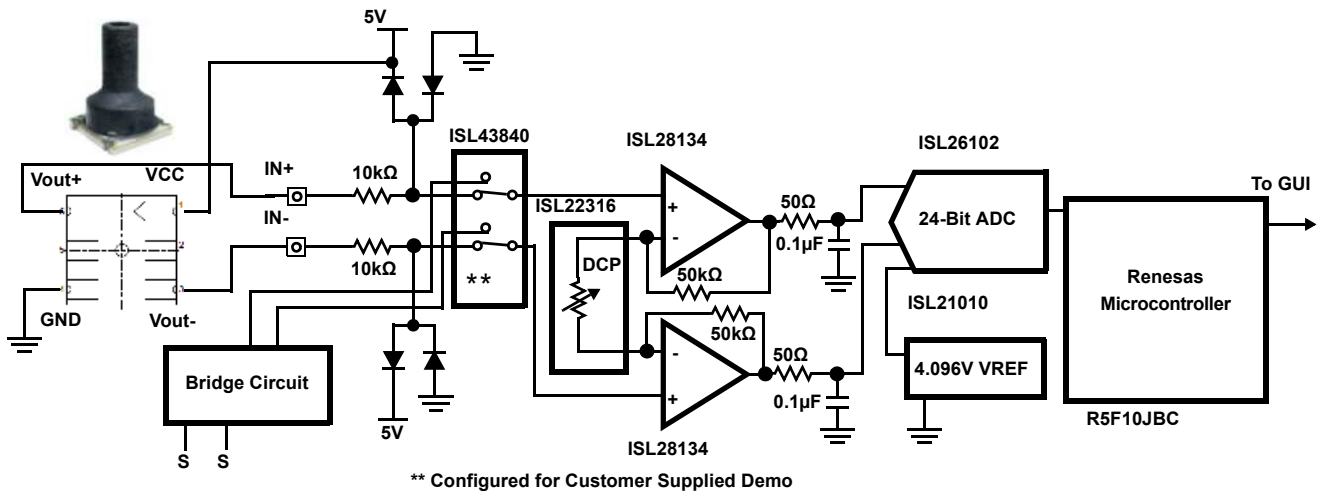 5V
ISL43840
ISL28134
ISL26102
Vout+
VCC
IN+
10kΩ
To GUI
IN-
ISL22316
50Ω
24-Bit ADC
0.1µF
10kΩ
**
DCP
50kΩ
ISL21010
Renesas
Microcontroller
GND
Vout-
50kΩ
50Ω
Bridge Circuit
4.096V VREF
0.1µF
5V
R5F10JBC
S S
ISL28134
** Configured for Customer Supplied Demo
+
-
-
+